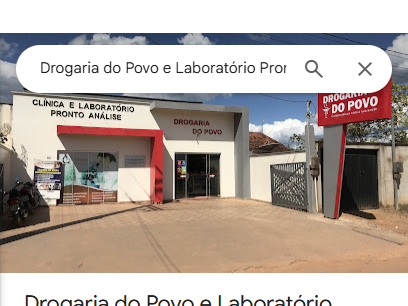 Drogaria do Povo e Laboratório Pron
CLÍNICA E LABORATÓRIO
PRONTO ANÁLISE
DROGARIA
DO POVO
DROGARIA
DO POVO
Drogaria do Povo e Laboratório